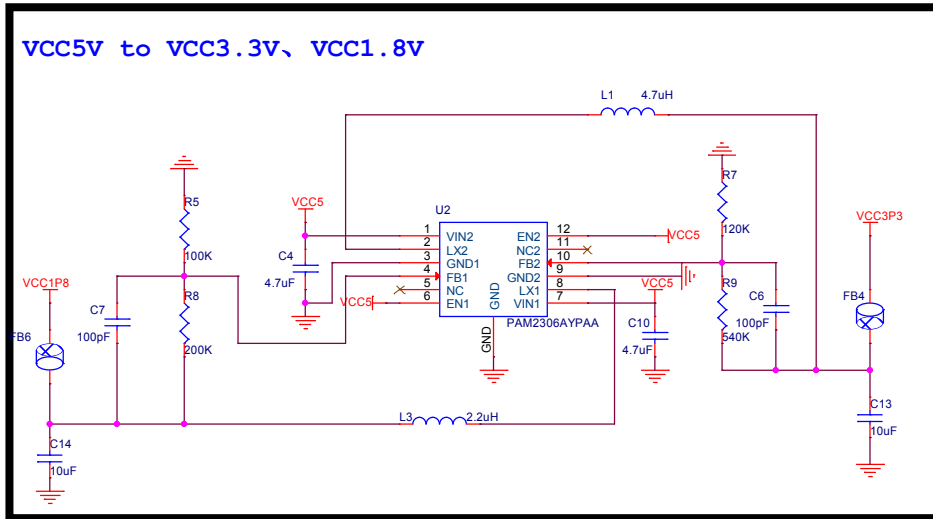 VCC5V to VCC3.3V、VCC1.8V
L1 4.7uH
R5
100K
VCC5
U2
R7
120K
VCC3P3
1 VIN2
2 LX2
3 GND1
4 FB1
5 NC
6 EN1
EN2 12
NC2 11
FB2 10
GND2 9
LX1 8
VIN1 7
GND
GND
PAM2306AYPAA
VCC5
VCC5
VCC5
C4
4.7uF
VCC1P8
C7
100pF
R8
200K
FB6
R9
540K
C6
100pF
FB4
C10
4.7uF
L3 2.2uH
C14
10uF
C13
10uF